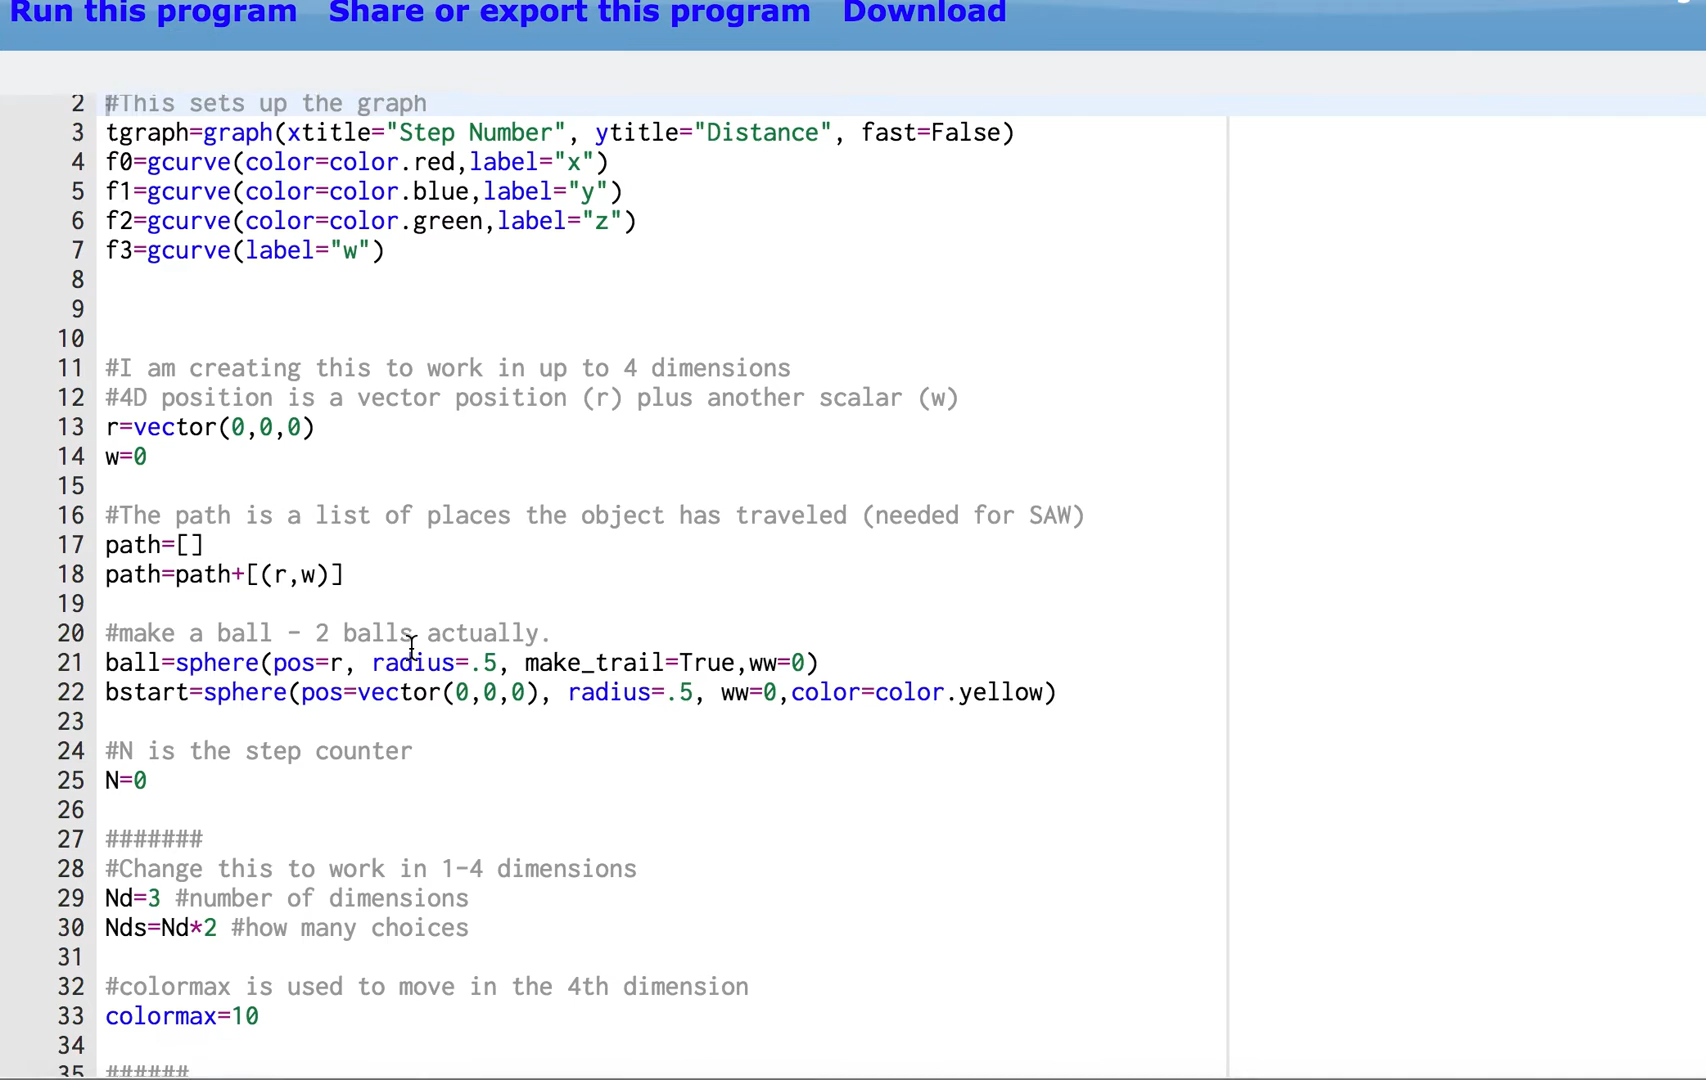 Run this program Share or export this program Download
2 #This sets up the graph
3 tgraph=graph(xtitle="Step Number", ytitle="Distance", fast=False)
4 f0=gcurve(color=color.red,label="x")
5 f1=gcurve(color=color.blue,label="y")
6 f2=gcurve(color=color.green,label="z")
7 f3=gcurve(label="w")
8
9
10
11 #I am creating this to work in up to 4 dimensions
12 #4D position is a vector position (r) plus another scalar (w)
13 r=vector(0,0,0)
14 w=0
15
16 #The path is a list of places the object has traveled (needed for SAW)
17 path=[]
18 path=path+[(r,w)]
19
20 #make a ball - 2 balls actually.
21 ball=sphere(pos=r, radius=.5, make_trail=True,ww=0)
22 bstart=sphere(pos=vector(0,0,0), radius=.5, ww=0,color=color.yellow)
23
24 #N is the step counter
25 N=0
26
27 #######
28 #Change this to work in 1-4 dimensions
29 Nd=3 #number of dimensions
30 Nds=Nd*2 #how many choices
31
32 #colormax is used to move in the 4th dimension
33 colormax=10
34
35 ######